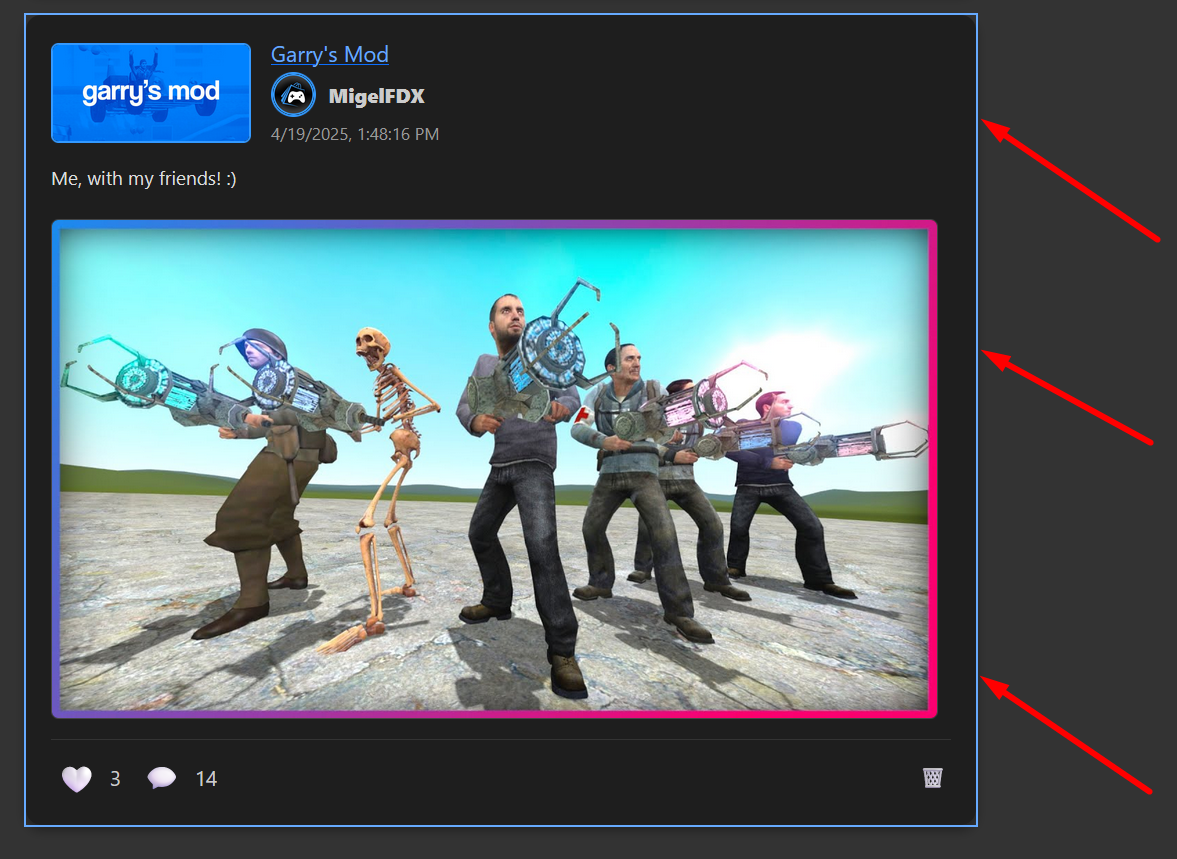 garry's mod
Garry's Mod
MigelFDX
4/19/2025, 1:48:16 PM
Me, with my friends! :)
3
14